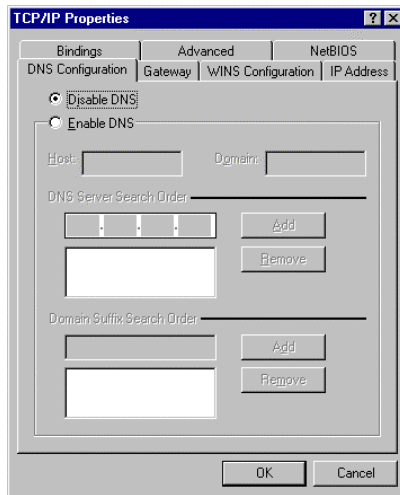 TCP/IP Properties
Bindings Advanced NetBIOS
DNS Configuration Gateway WINS Configuration IP Address
Disable DNS
Enable DNS
Host: Domain:
DNS Server Search Order
Add
Remove
Domain Suffix Search Order
Add
Remove
OK Cancel